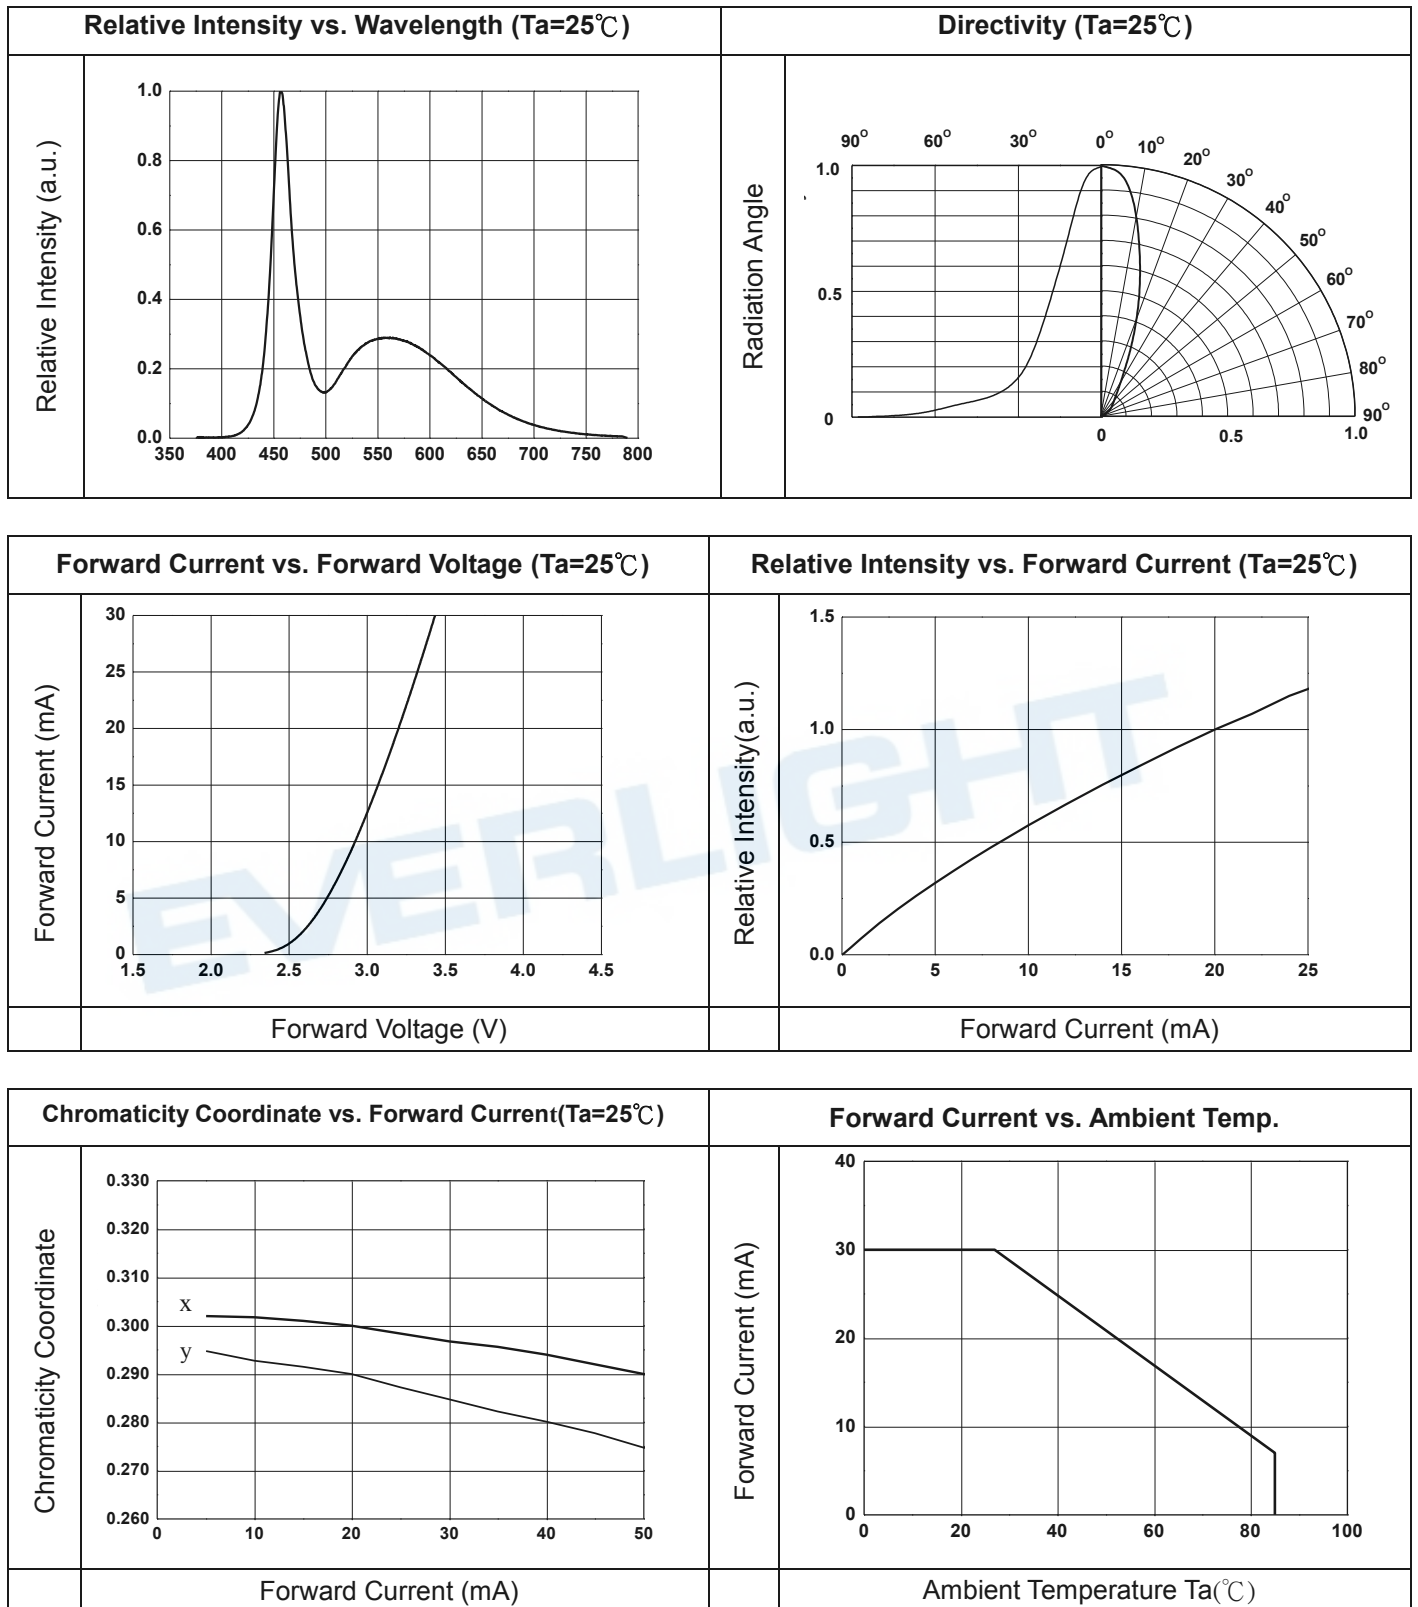 Relative Intensity vs. Wavelength (Ta=25℃)
Relative Intensity (a.u.)
1.0
0.8
0.6
0.4
0.2
0.0
350 400 450 500 550 600 650 700 750 800
Directivity (Ta=25℃)
Radiation Angle
90° 60° 30° 0° 10° 20° 30° 40° 50° 60° 70° 80° 90°
1.0
0.5
0
0 0.5 1.0
Forward Current vs. Forward Voltage (Ta=25℃)
Forward Current (mA)
30
25
20
15
10
5
0
1.5 2.0 2.5 3.0 3.5 4.0 4.5
Forward Voltage (V)
Relative Intensity vs. Forward Current (Ta=25℃)
Relative Intensity(a.u.)
1.5
1.0
0.5
0.0
0 5 10 15 20 25
Forward Current (mA)
EVERLIGHT
Chromaticity Coordinate vs. Forward Current(Ta=25℃)
Chromaticity Coordinate
0.330
0.320
0.310
0.300
0.290
0.280
0.270
0.260
x
y
0 10 20 30 40 50
Forward Current (mA)
Forward Current vs. Ambient Temp.
Forward Current (mA)
40
30
20
10
0
0 20 40 60 80 100
Ambient Temperature Ta(℃)